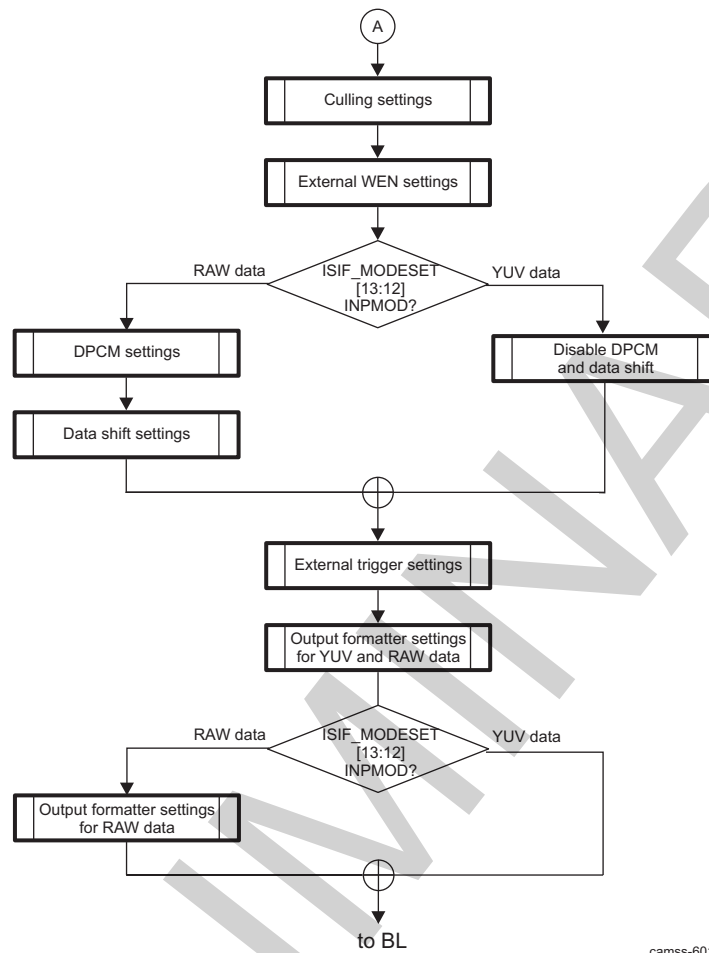 A
Culling settings
External WEN settings
RAW data
ISIF_MODESET
[13:12]
INPMOD?
YUV data
DPCM settings
Disable DPCM
and data shift
Data shift settings
External trigger settings
Output formatter settings
for YUV and RAW data
RAW data
ISIF_MODESET
[13:12]
INPMOD?
YUV data
Output formatter settings
for RAW data
to BL